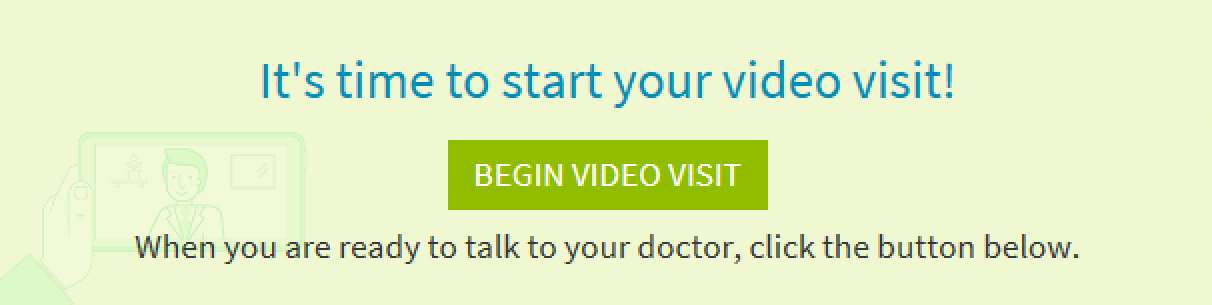 It's time to start your video visit!
BEGIN VIDEO VISIT
When you are ready to talk to your doctor, click the button below.